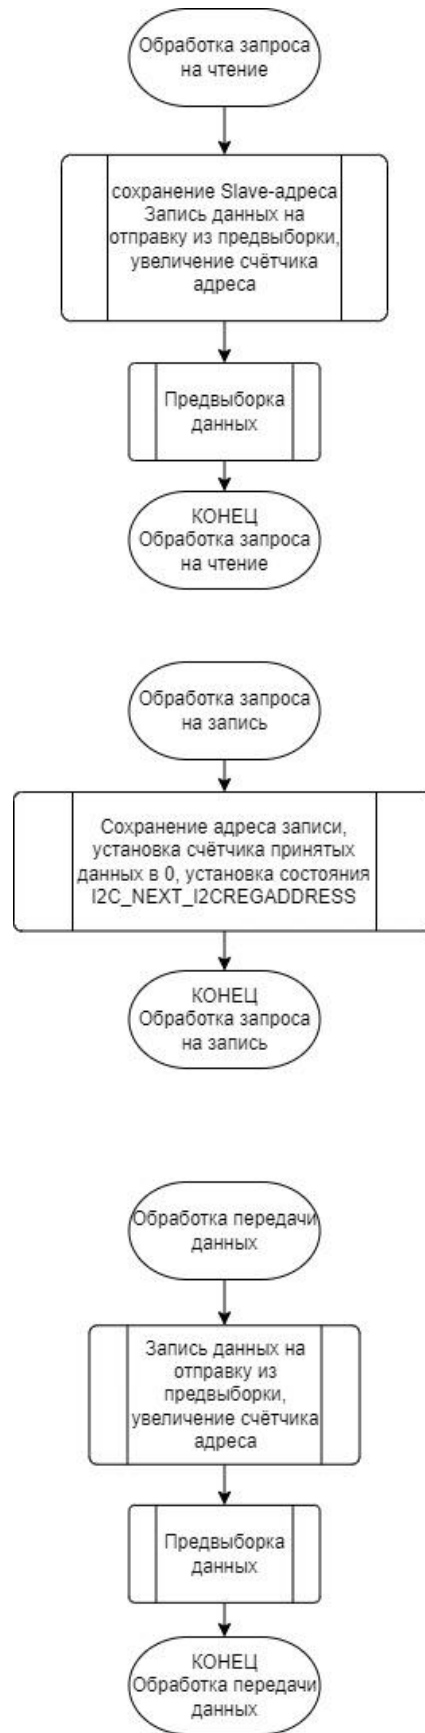 Обработка запроса
на чтение
сохранение Slave-адреса
Запись данных на
отправку из предвыборки,
увеличение счётчика
адреса
Предвыборка
данных
КОНЕЦ
Обработка запроса
на чтение
Обработка запроса
на запись
Сохранение адреса записи,
установка счётчика принятых
данных в 0, установка состояния
I2C_NEXT_I2CREGADDRESS
КОНЕЦ
Обработка запроса
на запись
Обработка передачи
данных
Запись данных на
отправку из
предвыборки,
увеличение счётчика
адреса
Предвыборка
данных
КОНЕЦ
Обработка передачи
данных